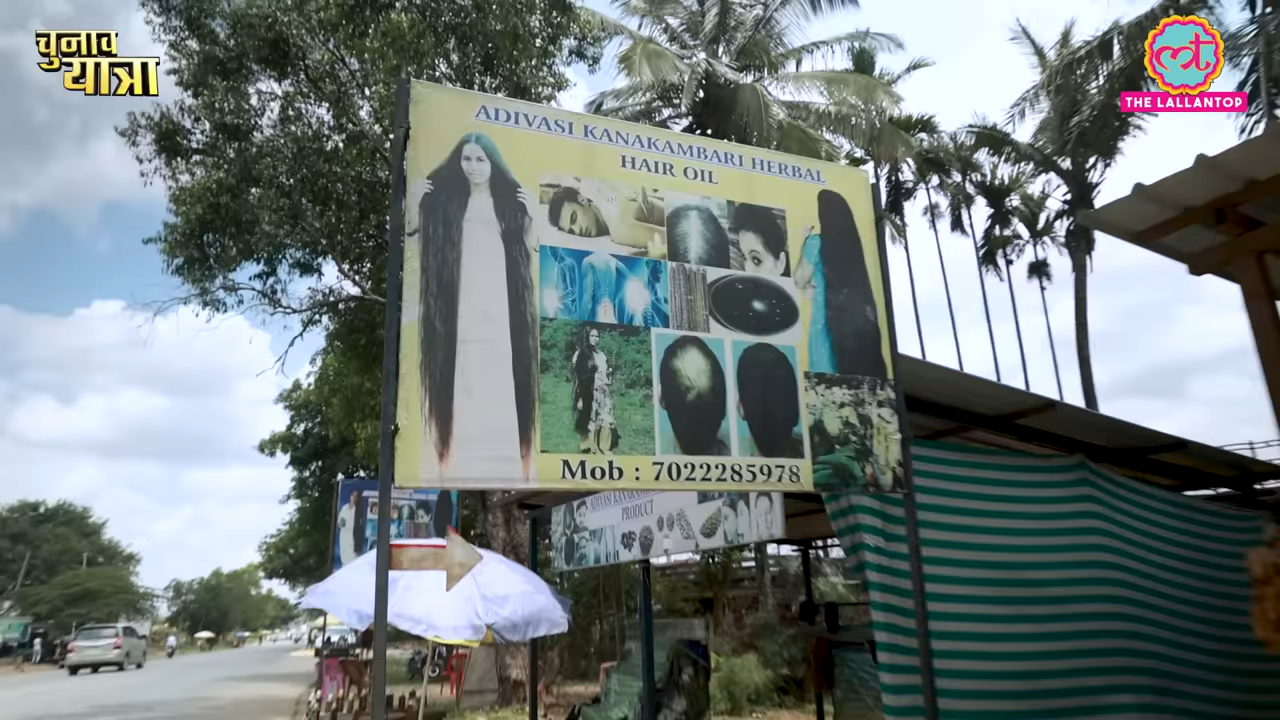 चुनाव
यात्रा
THE LALLANTOP
ADIVASI KANAKAMBARI HERBAL
HAIR OIL
Mob : 7022285978
ADIVASI KANAKAMBARI
PRODUCT